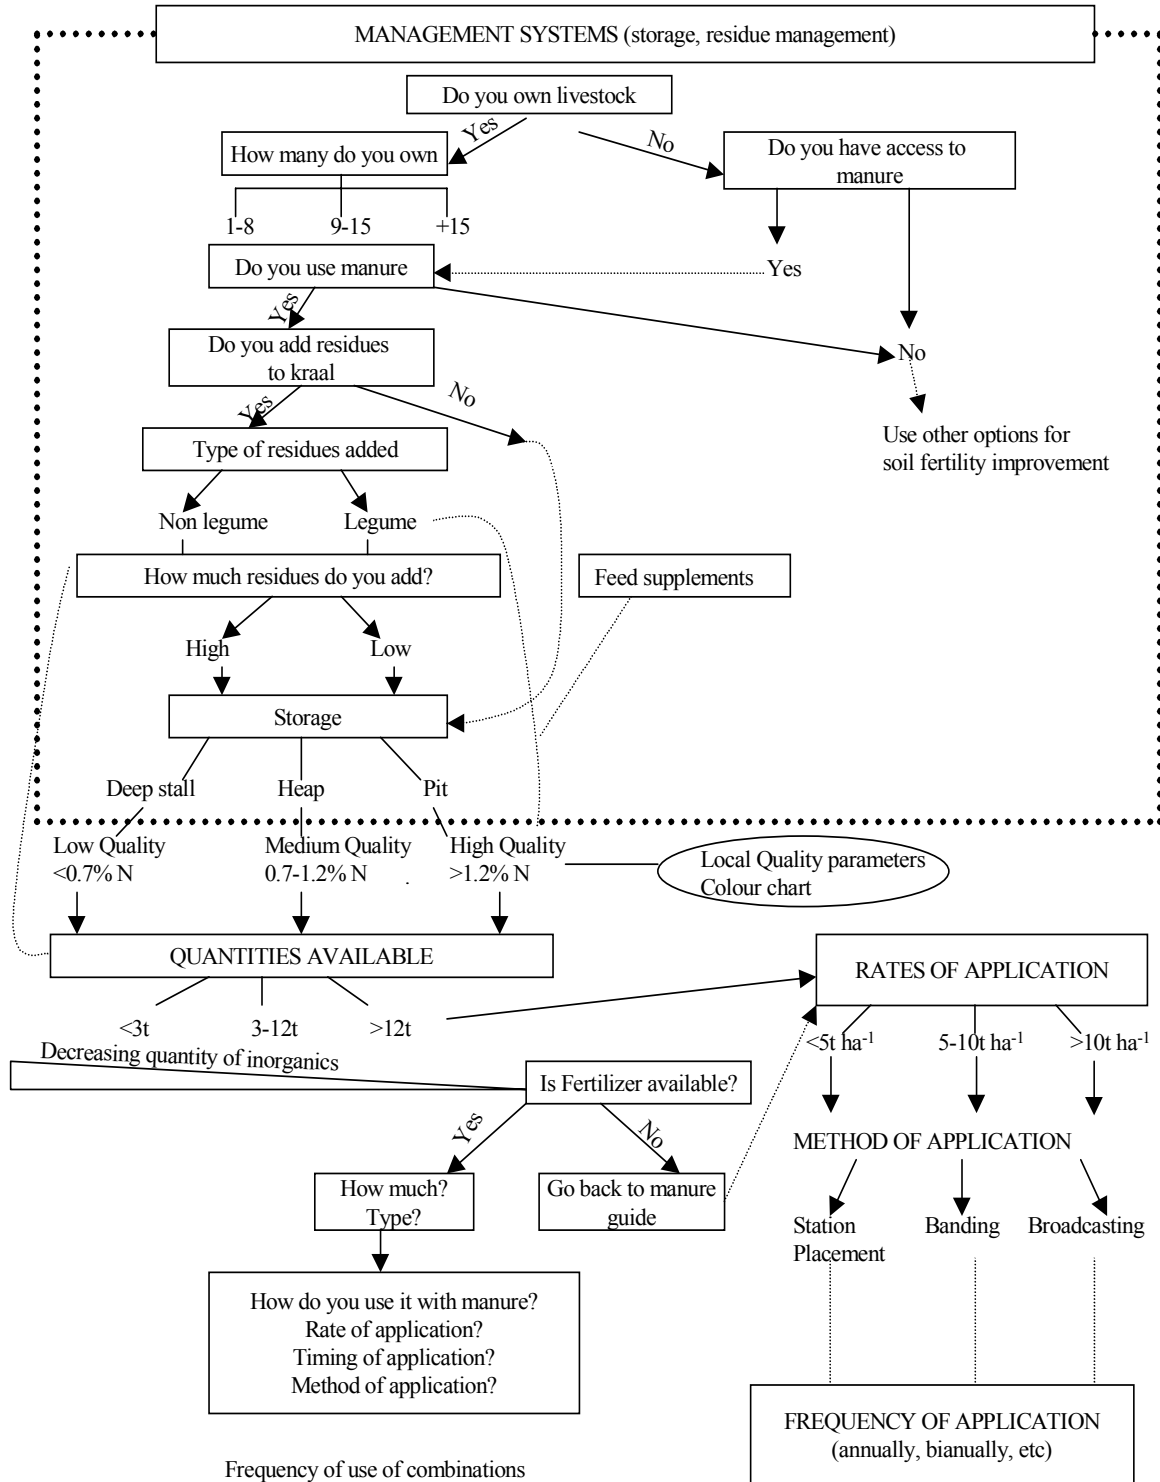 MANAGEMENT SYSTEMS (storage, residue management)
Do you own livestock
Yes
No
How many do you own
Do you have access to
manure
1-8
9-15
+15
Do you use manure
Yes
Yes
Do you add residues
to kraal
No
No
Yes
Use other options for
soil fertility improvement
Type of residues added
Non legume
Legume
How much residues do you add?
Feed supplements
High
Low
Storage
Deep stall
Heap
Pit
Low Quality
<0.7% N
Medium Quality
0.7-1.2% N
.
High Quality
>1.2% N
Local Quality parameters
Colour chart
QUANTITIES AVAILABLE
RATES OF APPLICATION
<3t
3-12t
>12t
<5t ha⁻¹
5-10t ha⁻¹
>10t ha⁻¹
Decreasing quantity of inorganics
Is Fertilizer available?
Yes
No
METHOD OF APPLICATION
How much?
Type?
Go back to manure
guide
Station
Placement
Banding
Broadcasting
How do you use it with manure?
Rate of application?
Timing of application?
Method of application?
FREQUENCY OF APPLICATION
(annually, bianually, etc)
Frequency of use of combinations